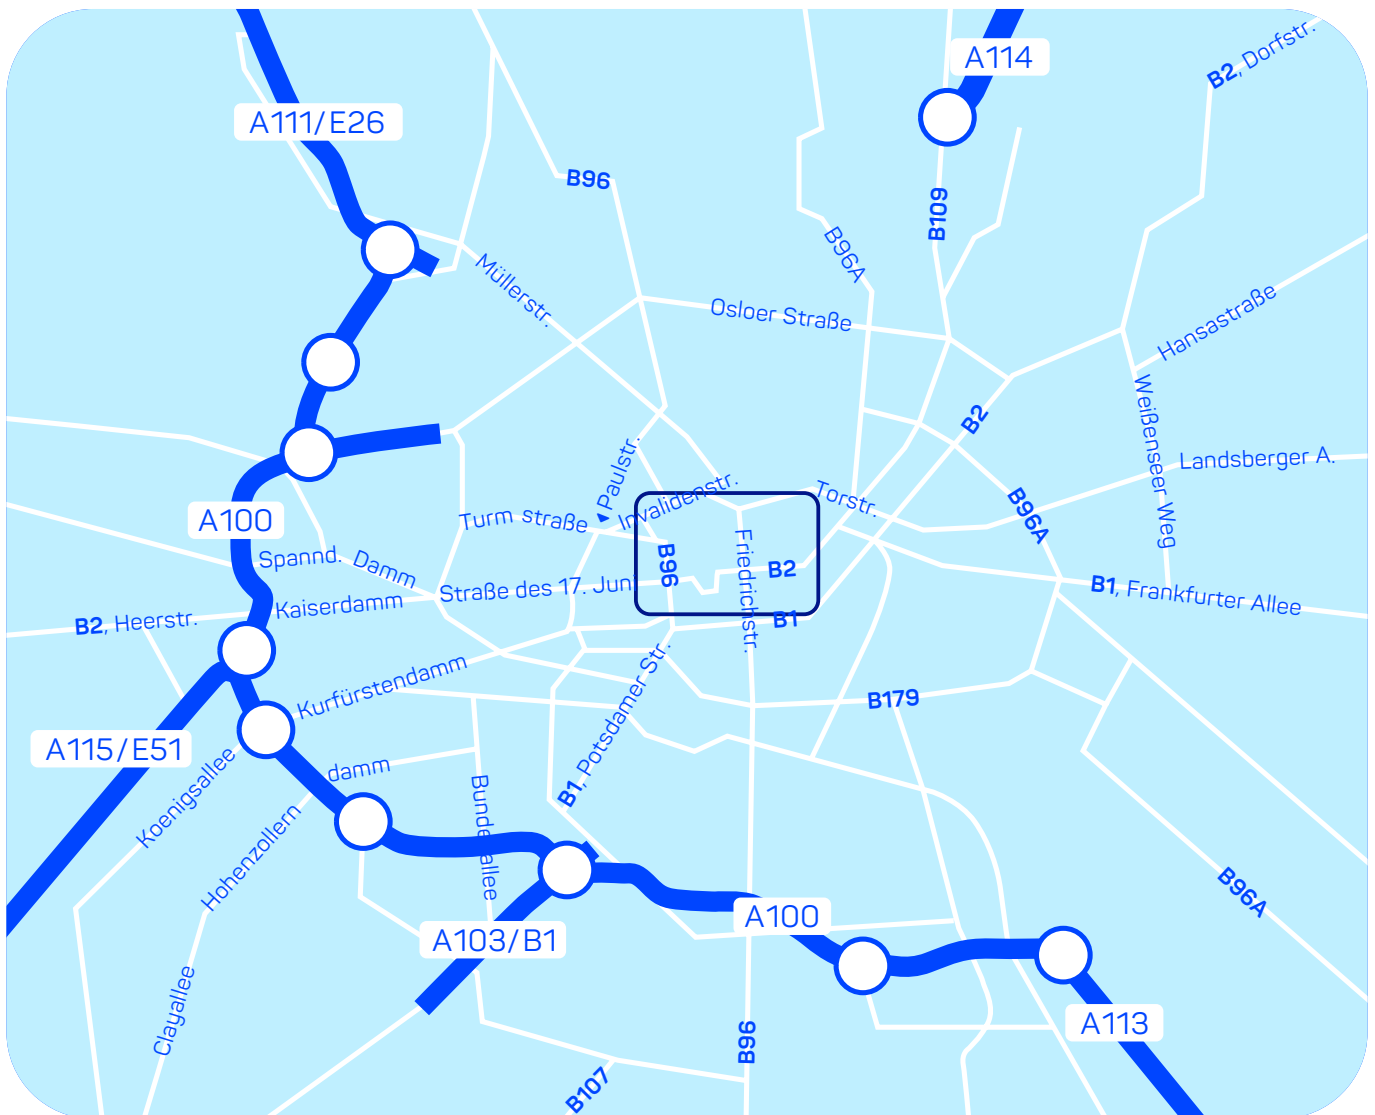 A114
B2, Dorfstr.
A111/E26
B96
B109
B96A
Müllerstr.
Osloer Straße
Hansastraße
B2
Weißenseer Weg
Landsberger A.
Paulstr.
Invalidenstr.
Torstr.
A100
Turm straße
B96A
Spannd. Damm
B96
Friedrichstr.
B2
Straße des 17. Juni
Kaiserdamm
B1, Frankfurter Allee
B2, Heerstr.
B1
Kurfürstendamm
B1, Potsdamer Str.
B179
A115/E51
Koenigsallee
damm
Hohenzollern
Bundesallee
B96A
A100
A103/B1
Clayallee
A113
B96
B107